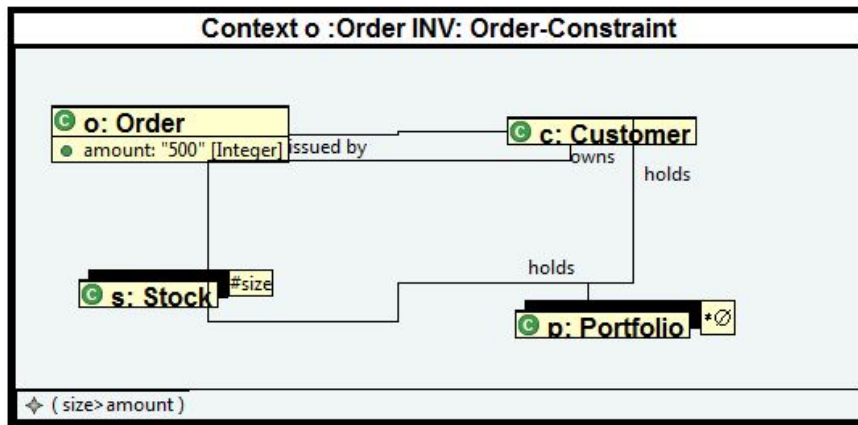 Context o :Order INV: Order-Constraint
C o: Order
amount: "500" [Integer]
issued by
C c: Customer
owns
holds
holds
#size
C s: Stock
C p: Portfolio
*∅
( size>amount )